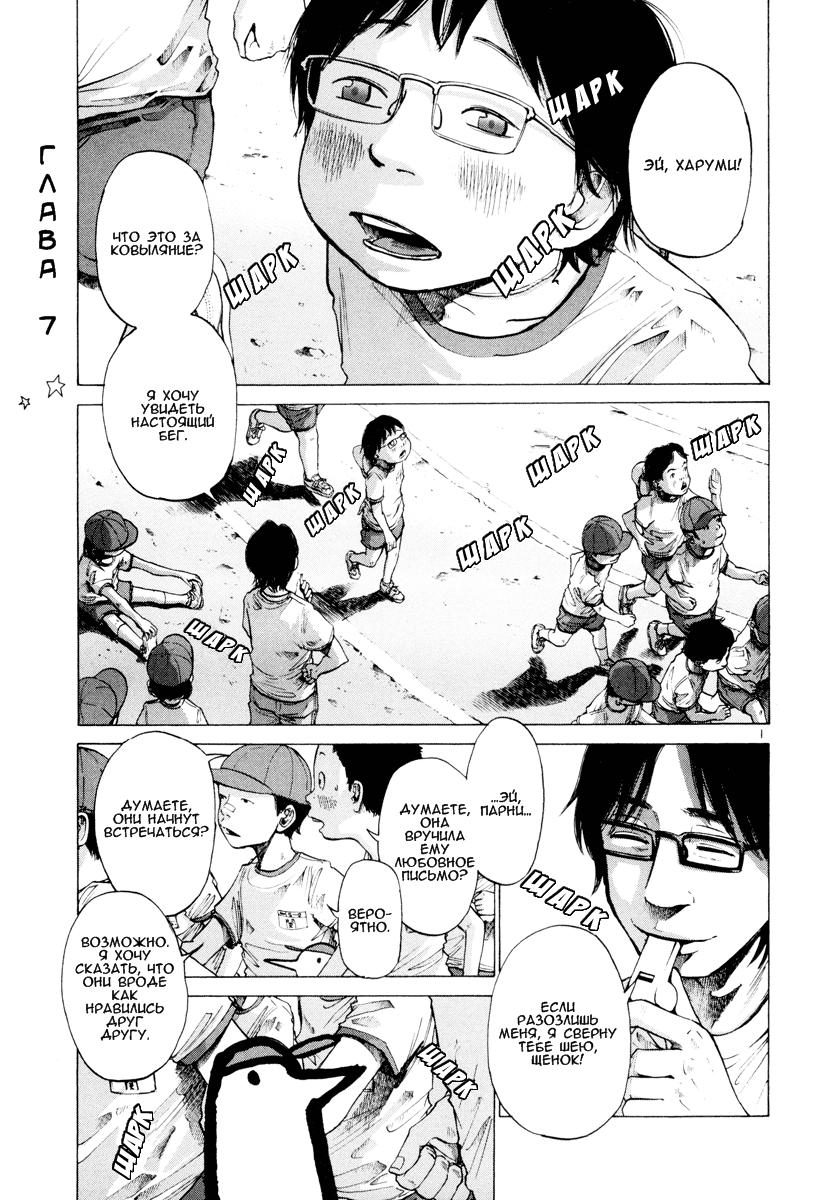 ГЛАВА 7
ЭЙ, ХАРУМИ!
ШАРК
ШАРК
ШАРК
ШАРК
ЧТО ЭТО ЗА
КОВЫЛЯНИЕ?
Я ХОЧУ
УВИДЕТЬ
НАСТОЯЩИЙ
БЕГ.
ШАРК
ШАРК
ШАРК
ШАРК
ШАРК
ШАРК
1
ЕСЛИ
РАЗОЗЛИШЬ
МЕНЯ, Я СВЕРНУ
ТЕБЕ ШЕЮ,
ЩЕНОК!
ШАРК
...ЭЙ,
ПАРНИ...
ДУМАЕТЕ,
ОНА
ВРУЧИЛА
ЕМУ
ЛЮБОВНОЕ
ПИСЬМО?
ВЕРО-
ЯТНО.
ДУМАЕТЕ,
ОНИ НАЧНУТ
ВСТРЕЧАТЬСЯ?
ВОЗМОЖНО.
Я ХОЧУ
СКАЗАТЬ, ЧТО
ОНИ ВРОДЕ
КАК
НРАВИЛИСЬ
ДРУГ
ДРУГУ.
ШАРК
ШАРК